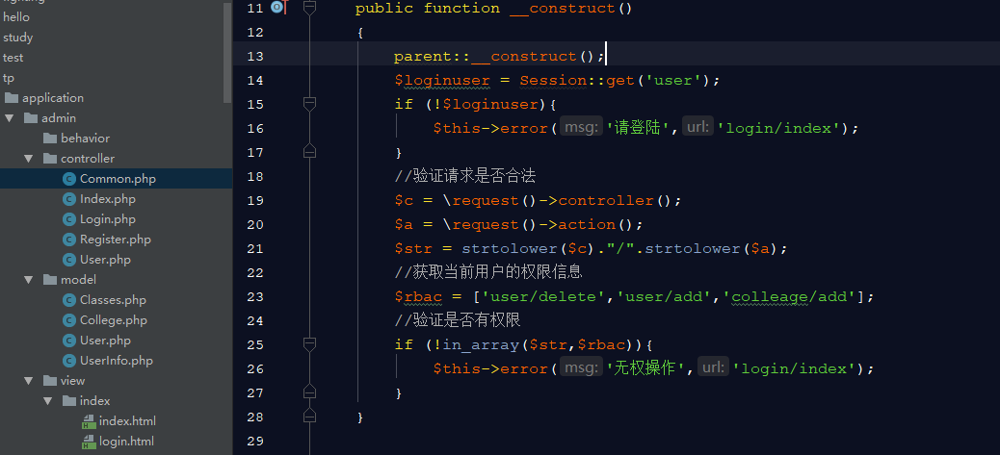 hello
study
test
tp
application
admin
behavior
controller
Common.php
Index.php
Login.php
Register.php
User.php
model
Classes.php
College.php
User.php
UserInfo.php
view
index
index.html
login.html
11 public function __construct()
12 {
13 parent::__construct();
14 $loginuser = Session::get('user');
15 if (!$loginuser){
16 $this->error( msg: '请登陆', url: 'login/index');
17 }
18 //验证请求是否合法
19 $c = \request()->controller();
20 $a = \request()->action();
21 $str = strtolower($c)."/".strtolower($a);
22 //获取当前用户的权限信息
23 $rbac = ['user/delete','user/add','colleage/add'];
24 //验证是否有权限
25 if (!in_array($str,$rbac)){
26 $this->error( msg: '无权操作', url: 'login/index');
27 }
28 }
29